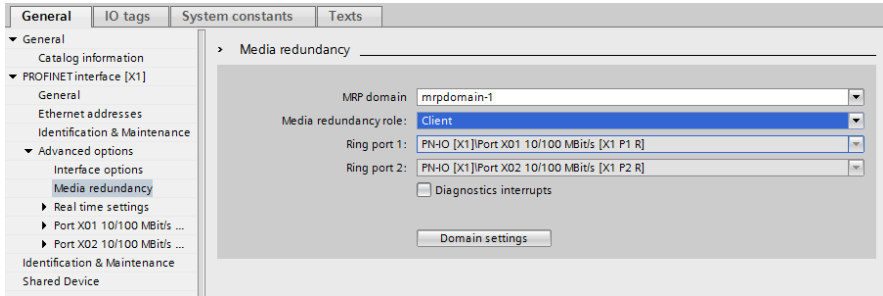 General IO tags System constants Texts
General
Catalog information
PROFINET interface [X1]
General
Ethernet addresses
Identification & Maintenance
Advanced options
Interface options
Media redundancy
Real time settings
Port X01 10/100 MBit/s ...
Port X02 10/100 MBit/s ...
Identification & Maintenance
Shared Device
Media redundancy
MRP domain mrpdomain-1
Media redundancy role: Client
Ring port 1: PN-IO [X1]\Port X01 10/100 MBit/s [X1 P1 R]
Ring port 2: PN-IO [X1]\Port X02 10/100 MBit/s [X1 P2 R]
Diagnostics interrupts
Domain settings